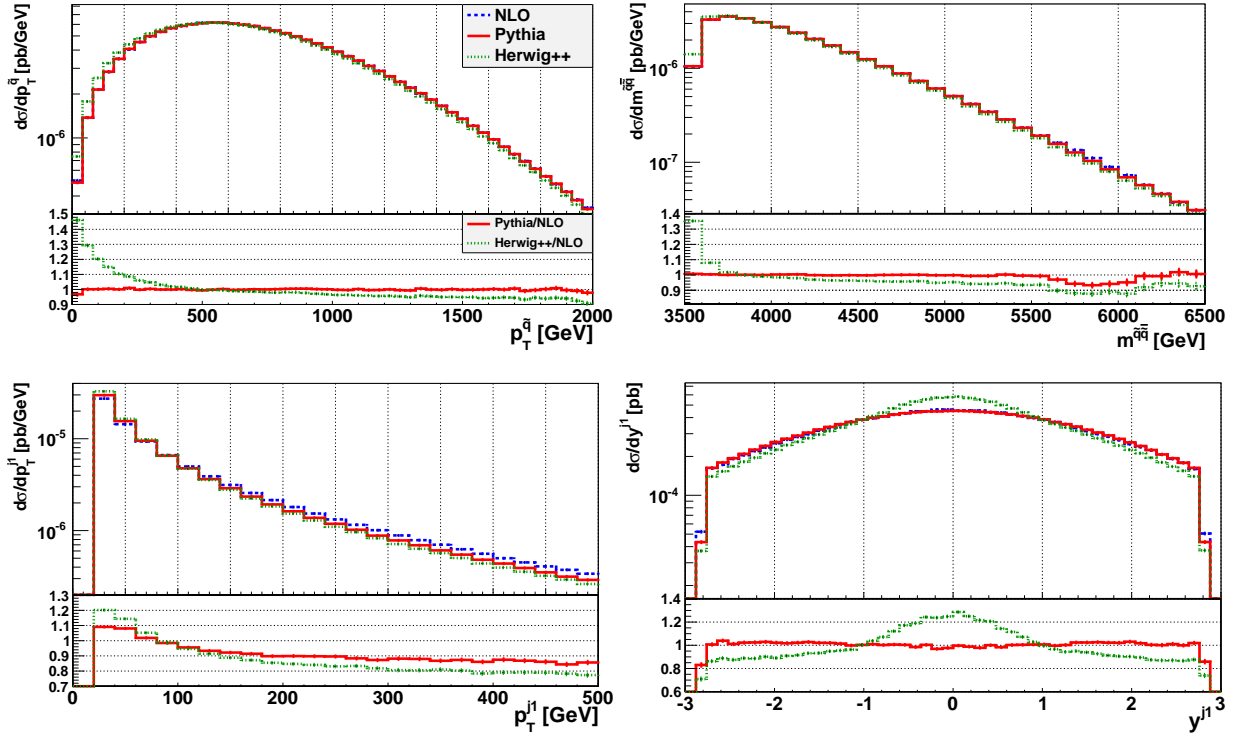 dσ/dp_T^q̃ [pb/GeV]
10^-6
NLO
Pythia
Herwig++
1.5
1.4
1.3
1.2
1.1
1
0.9
Pythia/NLO
Herwig++/NLO
0 500 1000 1500 2000
p_T^q̃ [GeV]
dσ/dm^q̃q̃̄ [pb/GeV]
10^-6
10^-7
1.4
1.3
1.2
1.1
1
0.9
3500 4000 4500 5000 5500 6000 6500
m^q̃q̃̄ [GeV]
dσ/dp_T^j1 [pb/GeV]
10^-5
10^-6
1.3
1.2
1.1
1
0.9
0.8
0.7
0 100 200 300 400 500
p_T^j1 [GeV]
dσ/dy^j1 [pb]
10^-4
1.4
1.2
1
0.8
0.6
-3 -2 -1 0 1 2 3
y^j1